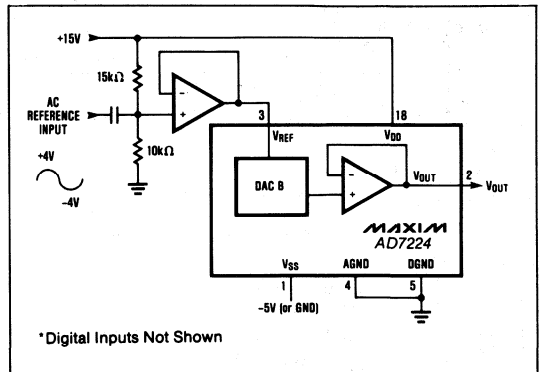 +15V
15kΩ
AC
REFERENCE
INPUT
3
18
VREF
VDD
10kΩ
+4V
-4V
DAC B
VOUT
2
VOUT
MAXIM
AD7224
VSS
AGND
DGND
1
4
5
-5V (or GND)
*Digital Inputs Not Shown
- +
- +